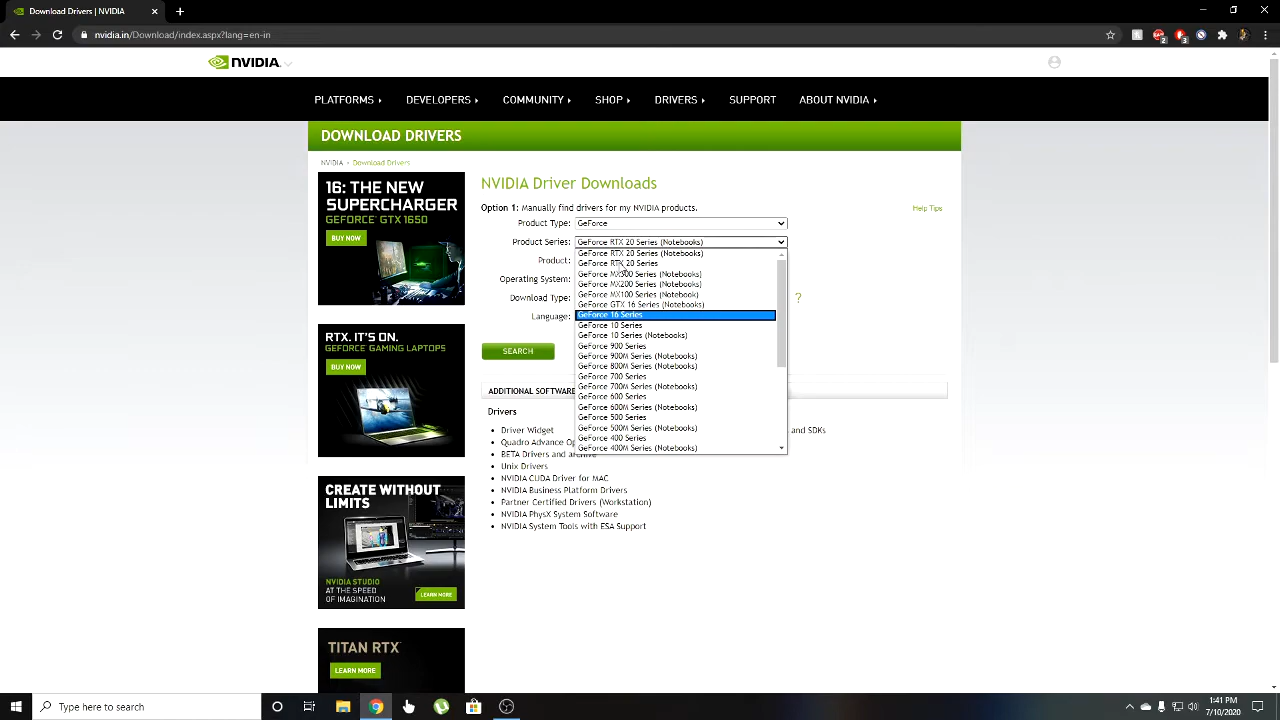 NVIDIA Download Drivers
nvidia.com/Download/index.aspx?lang=en-us
NVIDIA.
PLATFORMS
DEVELOPERS
COMMUNITY
SHOP
DRIVERS
SUPPORT
ABOUT NVIDIA
DOWNLOAD DRIVERS
NVIDIA > Download Drivers
16: THE NEW
SUPERCHARGER
GEFORCE GTX 1650
BUY NOW
RTX. IT'S ON.
GEFORCE GAMING LAPTOPS
BUY NOW
CREATE WITHOUT
LIMITS
NVIDIA STUDIO
AT THE SPEED
OF IMAGINATION
LEARN MORE
TITAN RTX
LEARN MORE
NVIDIA Driver Downloads
Option 1: Manually find drivers for my NVIDIA products.
Help Tips
Product Type: GeForce
Product Series: GeForce RTX 20 Series (Notebooks)
Product:
Operating System:
Download Type:
?
Language:
GeForce RTX 20 Series (Notebooks)
GeForce RTX 20 Series
GeForce MX300 Series (Notebooks)
GeForce MX200 Series (Notebooks)
GeForce MX100 Series (Notebook)
GeForce GTX 16 Series (Notebooks)
GeForce 16 Series
GeForce 10 Series
GeForce 10 Series (Notebooks)
GeForce 900 Series
GeForce 900M Series (Notebooks)
GeForce 800M Series (Notebooks)
GeForce 700 Series
GeForce 700M Series (Notebooks)
GeForce 600 Series
GeForce 600M Series (Notebooks)
GeForce 500 Series
GeForce 500M Series (Notebooks)
GeForce 400 Series
GeForce 400M Series (Notebooks)
SEARCH
ADDITIONAL SOFTWARE
Drivers
Driver Widget
and SDKs
Quadro Advance Op
BETA Drivers and archive
Unix Drivers
NVIDIA CUDA Driver for MAC
NVIDIA Business Platform Drivers
Partner Certified Drivers (Workstation)
NVIDIA PhysX System Software
NVIDIA System Tools with ESA Support
Type here to search
1:41 PM
7/10/2020